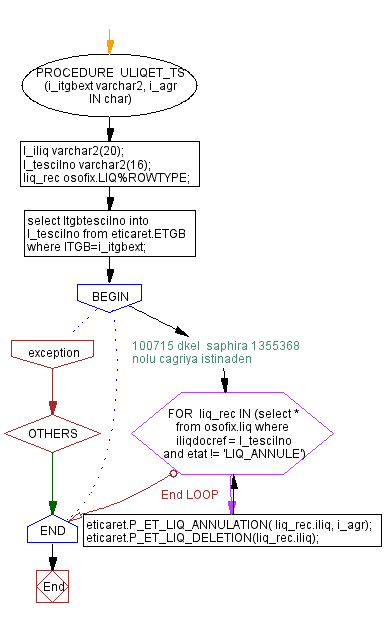 PROCEDURE ULIQET_TS
(i_itgbext varchar2, i_agr
IN char)
l_iliq varchar2(20);
l_tescilno varchar2(16);
liq_rec osofix.LIQ%ROWTYPE;
select Itgbtescilno into
l_tescilno from eticaret.ETGB
where ITGB=i_itgbext;
BEGIN
100715 dkel saphira 1355368
nolu cagriya istinaden
exception
FOR liq_rec IN (select *
from osofix.liq where
iliqdocref = l_tescilno
and etat != 'LIQ_ANNULE')
OTHERS
End LOOP
END
eticaret.P_ET_LIQ_ANNULATION( liq_rec.iliq, i_agr);
eticaret.P_ET_LIQ_DELETION(liq_rec.iliq);
End